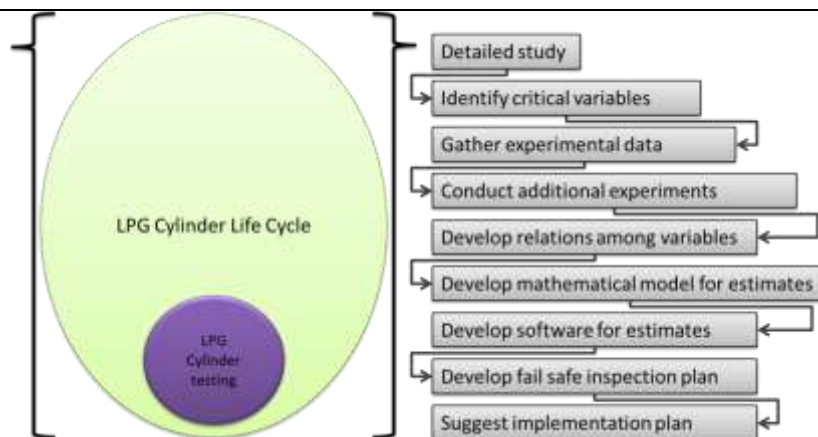 LPG Cylinder Life Cycle
LPG
Cylinder
testing
Detailed study
Identify critical variables
Gather experimental data
Conduct additional experiments
Develop relations among variables
Develop mathematical model for estimates
Develop software for estimates
Develop fail safe inspection plan
Suggest implementation plan